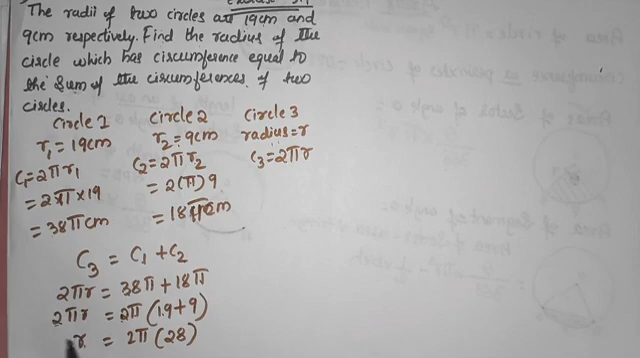 The radii of two circles are 19cm and
9cm respectively. Find the radius of the
circle which has circumference equal to
the sum of the circumferences of two
circles.
Circle 1 Circle 2 Circle 3
r₁ = 19cm r₂ = 9cm radius = r
C₁ = 2πr₁ C₂ = 2πr₂ C₃ = 2πr
= 2π × 19 = 2(π) 9
= 38π cm = 18π cm
C₃ = C₁ + C₂
2πr = 38π + 18π
2πr = 2π (19+9)
r = 2π (28)